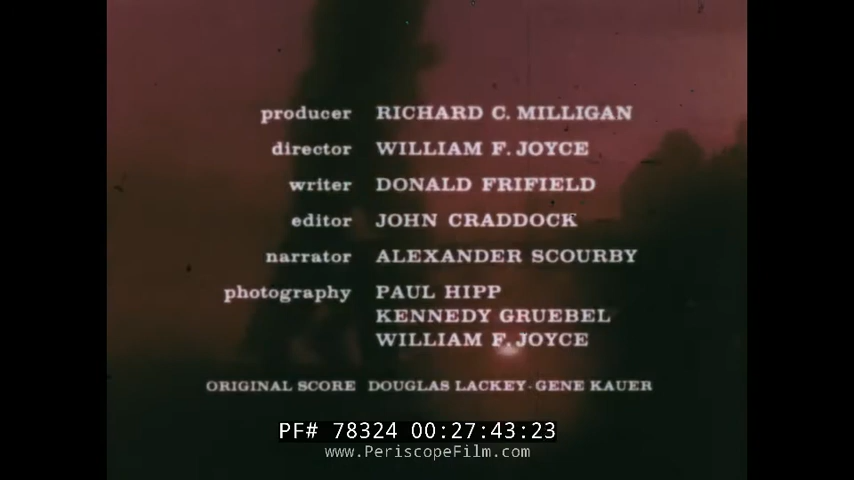 producer RICHARD C. MILLIGAN
director WILLIAM F. JOYCE
writer DONALD FRIFIELD
editor JOHN CRADDOCK
narrator ALEXANDER SCOURBY
photography PAUL HIPP
KENNEDY GRUEBEL
WILLIAM F. JOYCE
ORIGINAL SCORE DOUGLAS LACKEY-GENE KAUER
PF# 78324 00:27:43:23
www.PeriscopeFilm.com